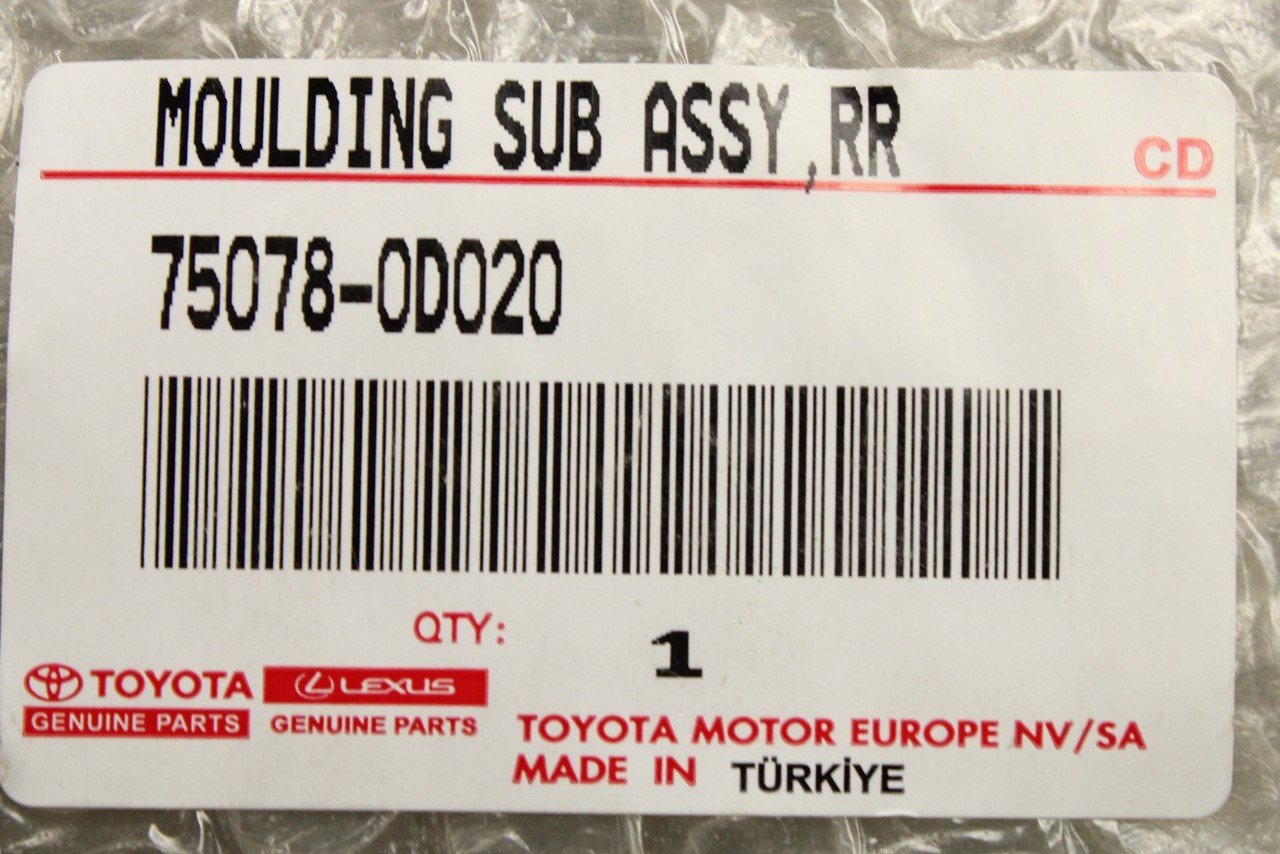 MOULDING SUB ASSY,RR
CD
75078-0D020
QTY: 1
TOYOTA
GENUINE PARTS
LEXUS
GENUINE PARTS
TOYOTA MOTOR EUROPE NV/SA
MADE IN TÜRKİYE